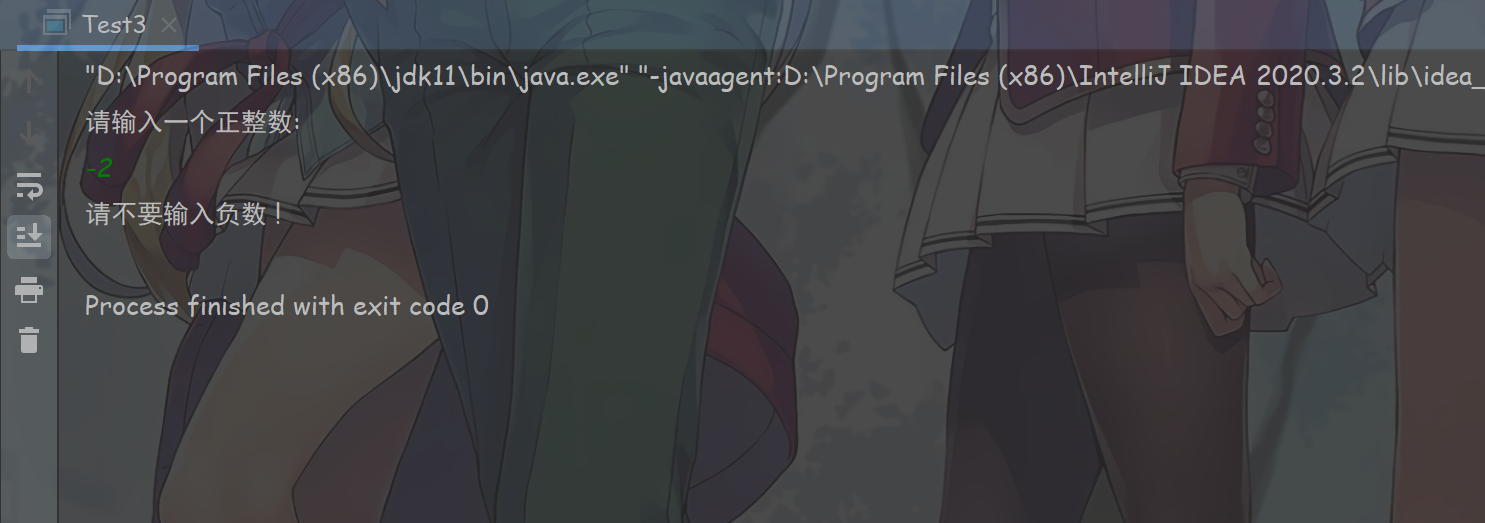 Test3
"D:\Program Files (x86)\jdk11\bin\java.exe" "-javaagent:D:\Program Files (x86)\IntelliJ IDEA 2020.3.2\lib\idea_
请输入一个正整数:
-2
请不要输入负数！
Process finished with exit code 0